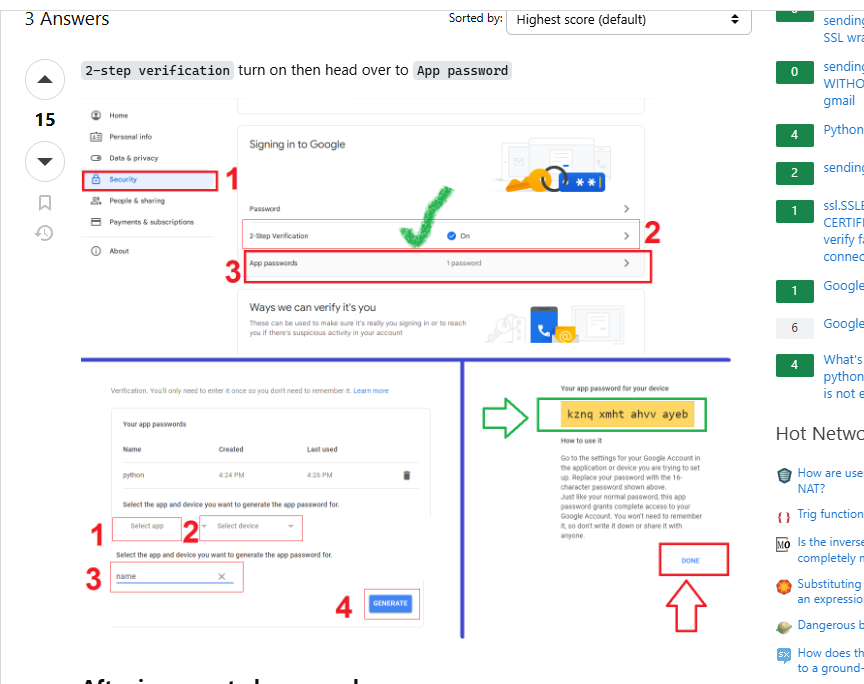 3 Answers
Sorted by:
Highest score (default)
15
2-step verification turn on then head over to App password
Home
Personal info
Data & privacy
Security
People & sharing
Payments & subscriptions
About
1
Signing in to Google
**|
Password
2-Step Verification
On
2
3
App passwords
1 password
Ways we can verify it's you
These can be used to make sure it's really you signing in or to reach
you if there's suspicious activity in your account
@
Verification. You'll only need to enter it once so you don't need to remember it. Learn more
Your app passwords
Name Created Last used
python 4:24 PM 4:26 PM
Select the app and device you want to generate the app password for.
1
Select app
2
Select device
Select the app and device you want to generate the app password for.
3
name
4
GENERATE
Your app password for your device
kznq xmht ahvv ayeb
How to use it
Go to the settings for your Google Account in
the application or device you are trying to set
up. Replace your password with the 16-
character password shown above.
Just like your normal password, this app
password grants complete access to your
Google Account. You won't need to remember
it, so don't write it down or share it with
anyone.
DONE
sending
SSL wra
0
sending
WITHO
gmail
4
Python
2
sending
1
ssl.SSLE
CERTIFI
verify fa
connec
1
Google
6
Google
4
What's
python
is not e
Hot Netwo
How are use
NAT?
{ }
Trig function
MO
Is the inverse
completely n
Substituting
an expressio
Dangerous b
SX
How does th
to a ground-